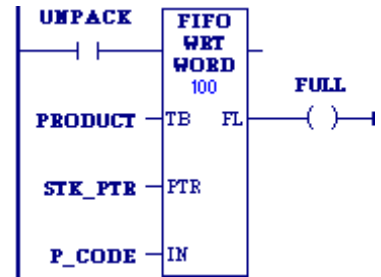 UNPACK
FIFO
WRT
WORD
100
FULL
PRODUCT TB FL
STK_PTR PTR
P_CODE IN